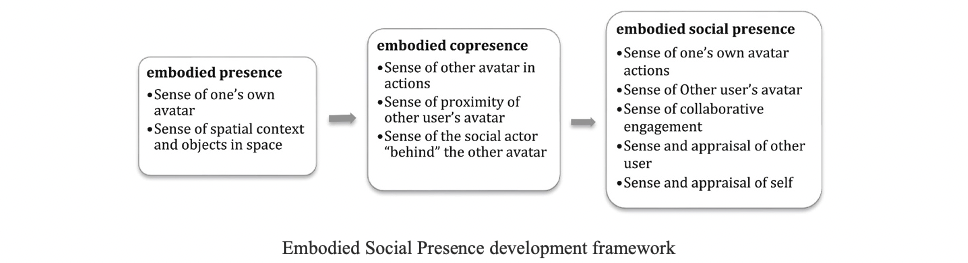 embodied presence
•Sense of one’s own
avatar
•Sense of spatial context
and objects in space
embodied copresence
•Sense of other avatar in
actions
•Sense of proximity of
other user’s avatar
•Sense of the social actor
“behind” the other avatar
embodied social presence
•Sense of one’s own avatar
actions
•Sense of Other user’s avatar
•Sense of collaborative
engagement
•Sense and appraisal of other
user
•Sense and appraisal of self
Embodied Social Presence development framework